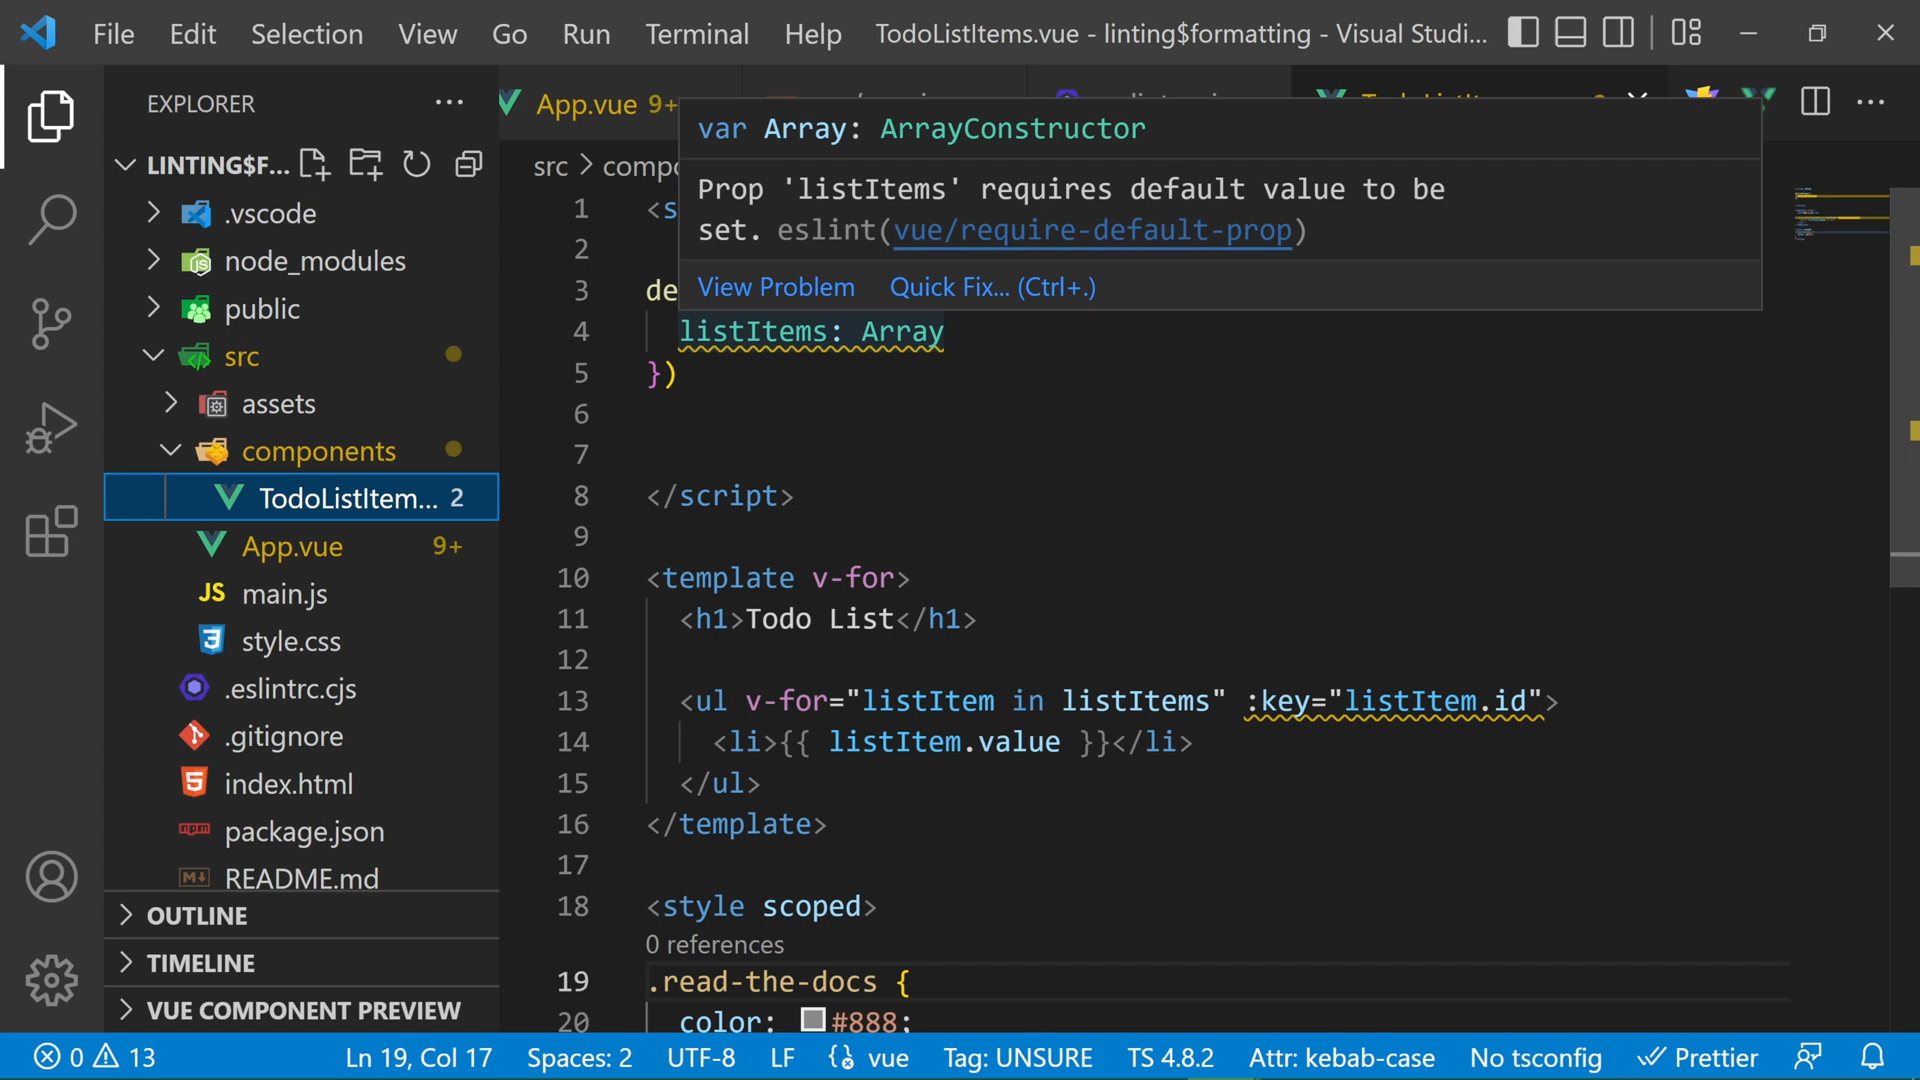 File Edit Selection View Go Run Terminal Help TodoListItems.vue - linting$formatting - Visual Studi...
EXPLORER
LINTING$F...
.vscode
node_modules
public
src
assets
components
TodoListItem... 2
App.vue 9+
JS main.js
style.css
.eslintrc.cjs
.gitignore
index.html
package.json
README.md
OUTLINE
TIMELINE
VUE COMPONENT PREVIEW
App.vue 9+
src > compo
var Array: ArrayConstructor
Prop 'listItems' requires default value to be
set. eslint(vue/require-default-prop)
View Problem Quick Fix... (Ctrl+.)
1 <s
2
3 de
4 listItems: Array
5 })
6
7
8 </script>
9
10 <template v-for>
11 <h1>Todo List</h1>
12
13 <ul v-for="listItem in listItems" :key="listItem.id">
14 <li>{{ listItem.value }}</li>
15 </ul>
16 </template>
17
18 <style scoped>
0 references
19 .read-the-docs {
20 color: #888;
0 13 Ln 19, Col 17 Spaces: 2 UTF-8 LF vue Tag: UNSURE TS 4.8.2 Attr: kebab-case No tsconfig Prettier